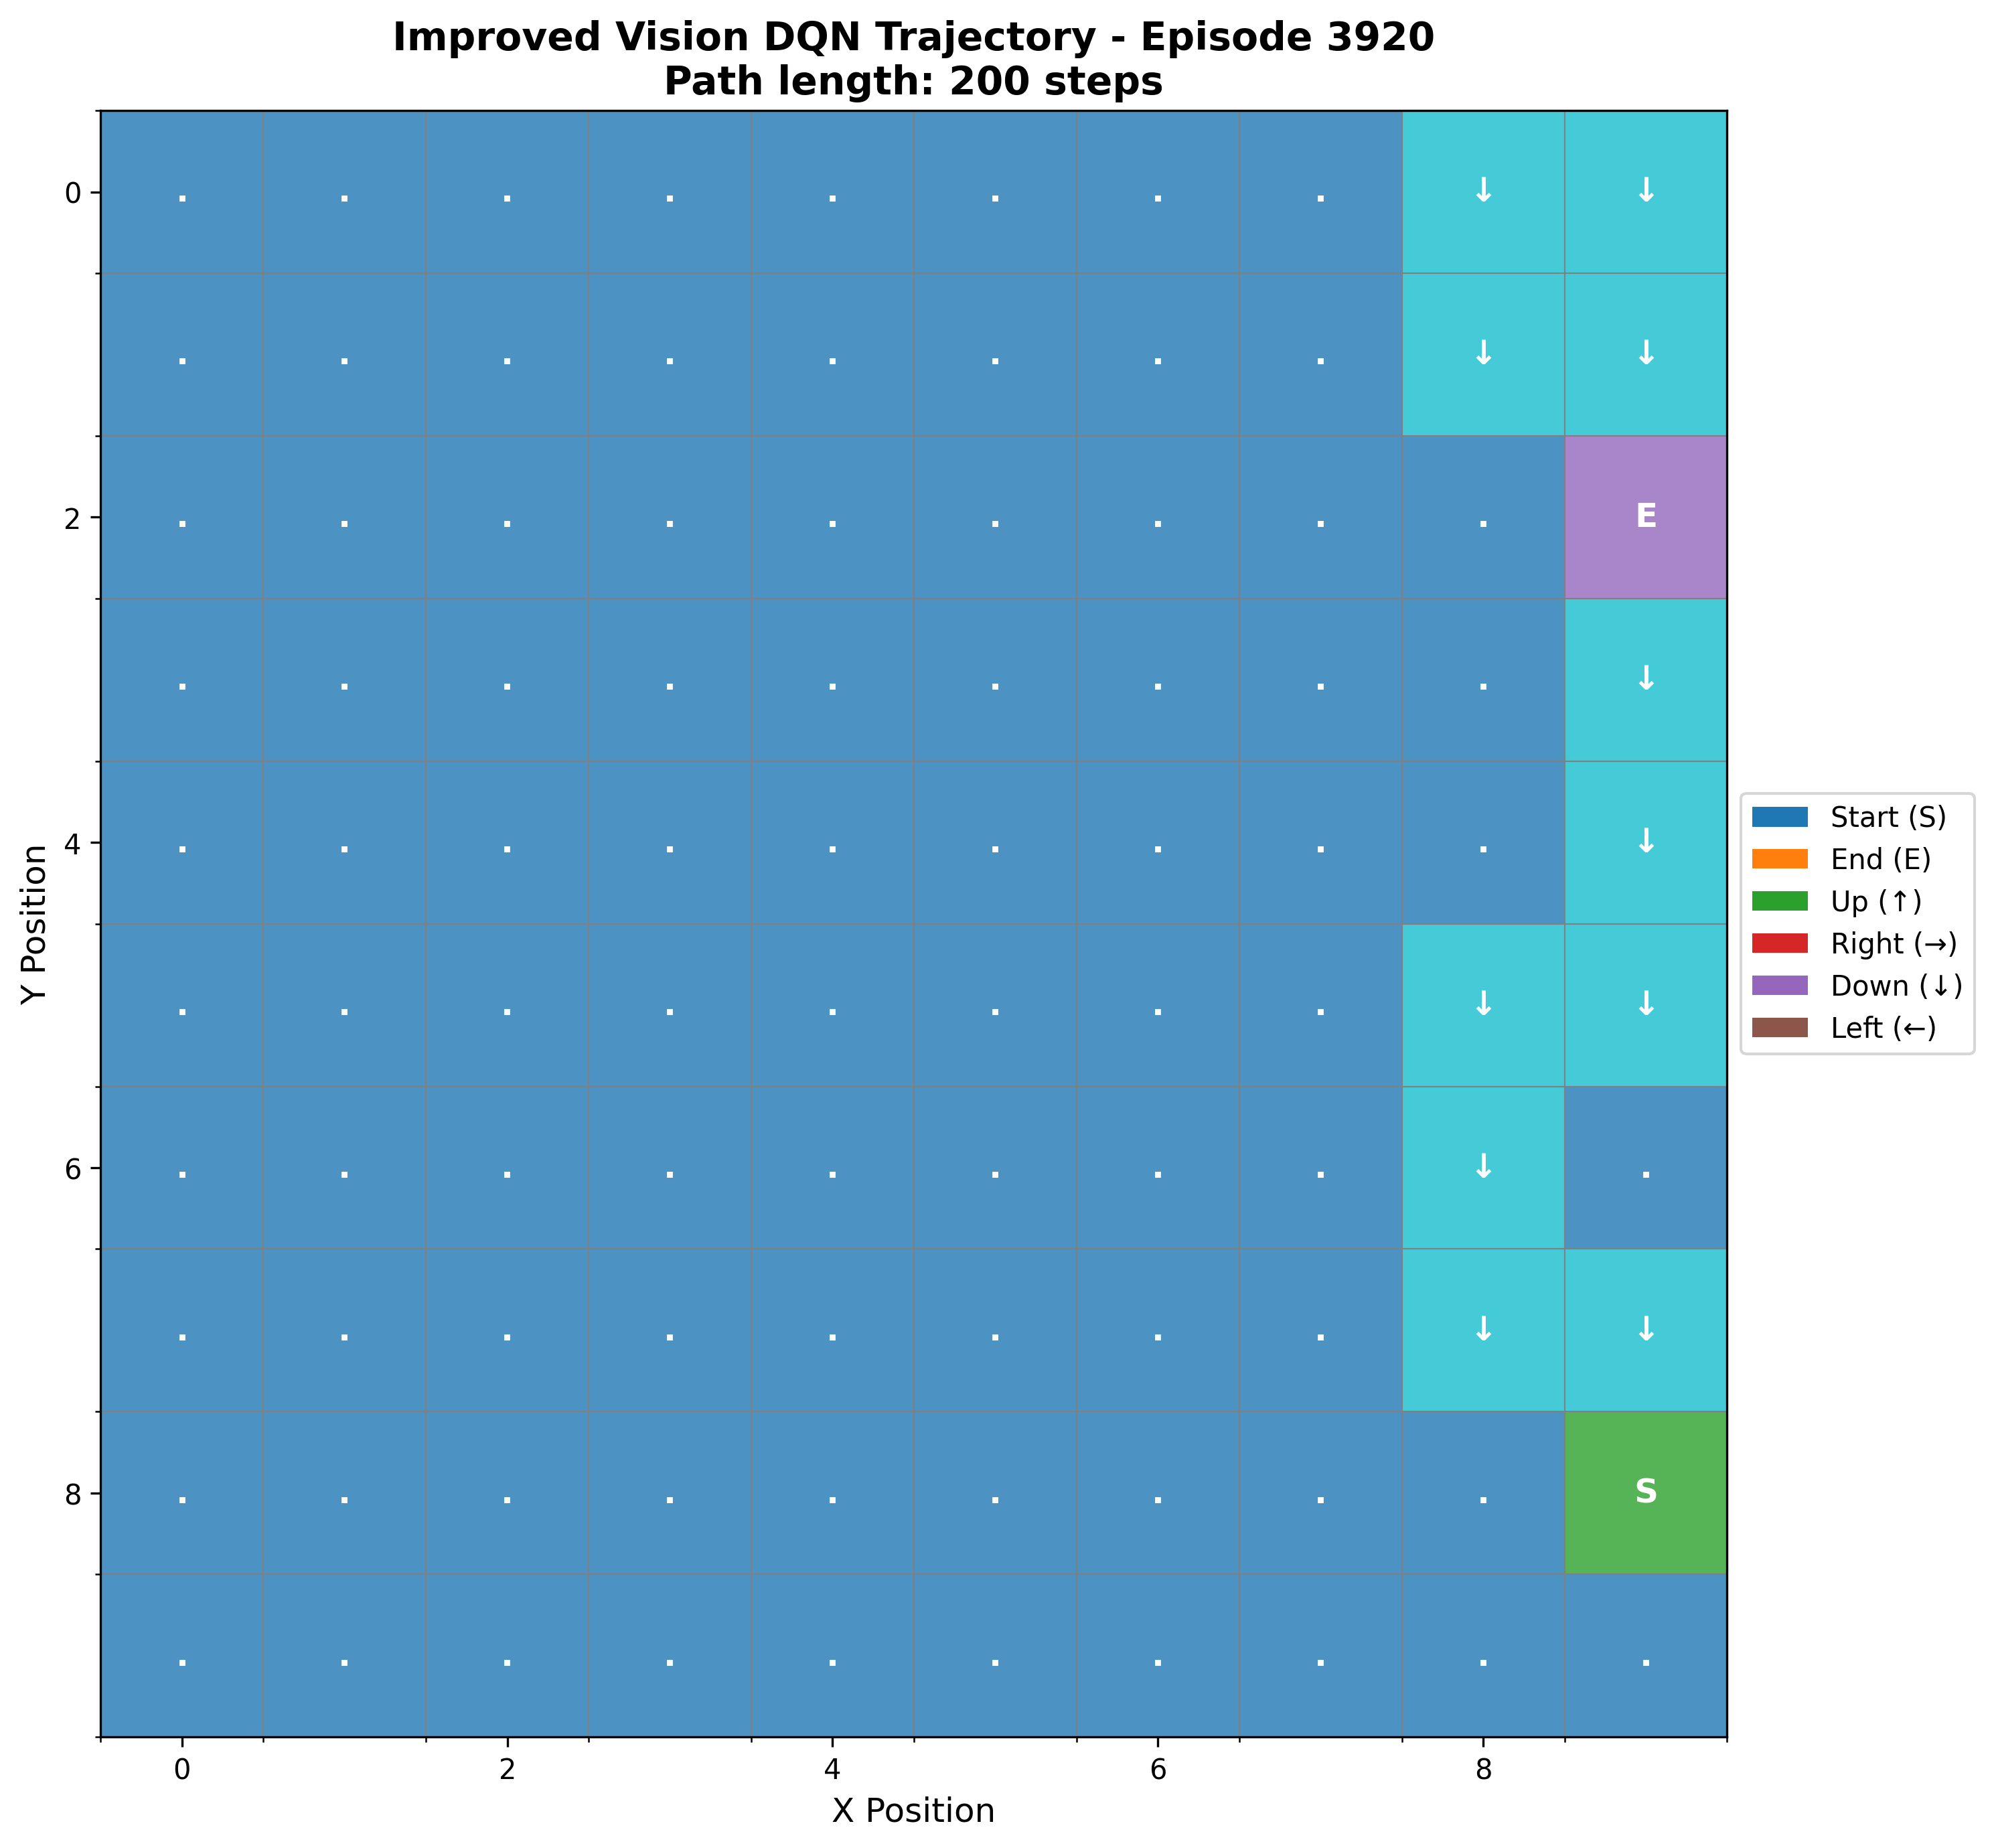 Improved Vision DQN Trajectory - Episode 3920
Path length: 200 steps
0 . . . . . . . . ↓ ↓
. . . . . . . . ↓ ↓
2 . . . . . . . . . E
. . . . . . . . . ↓
4 . . . . . . . . . ↓
. . . . . . . . ↓ ↓
6 . . . . . . . . ↓ .
. . . . . . . . ↓ ↓
8 . . . . . . . . . S
. . . . . . . . . .
0 2 4 6 8
X Position
Y Position
Start (S)
End (E)
Up (↑)
Right (→)
Down (↓)
Left (←)